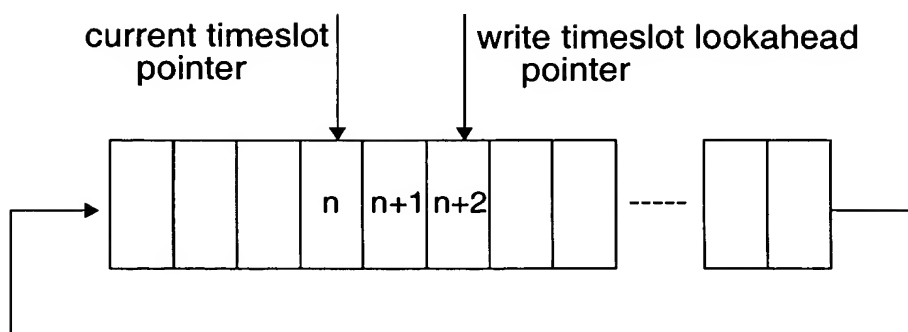 current timeslot
pointer
write timeslot lookahead
pointer
n n+1 n+2